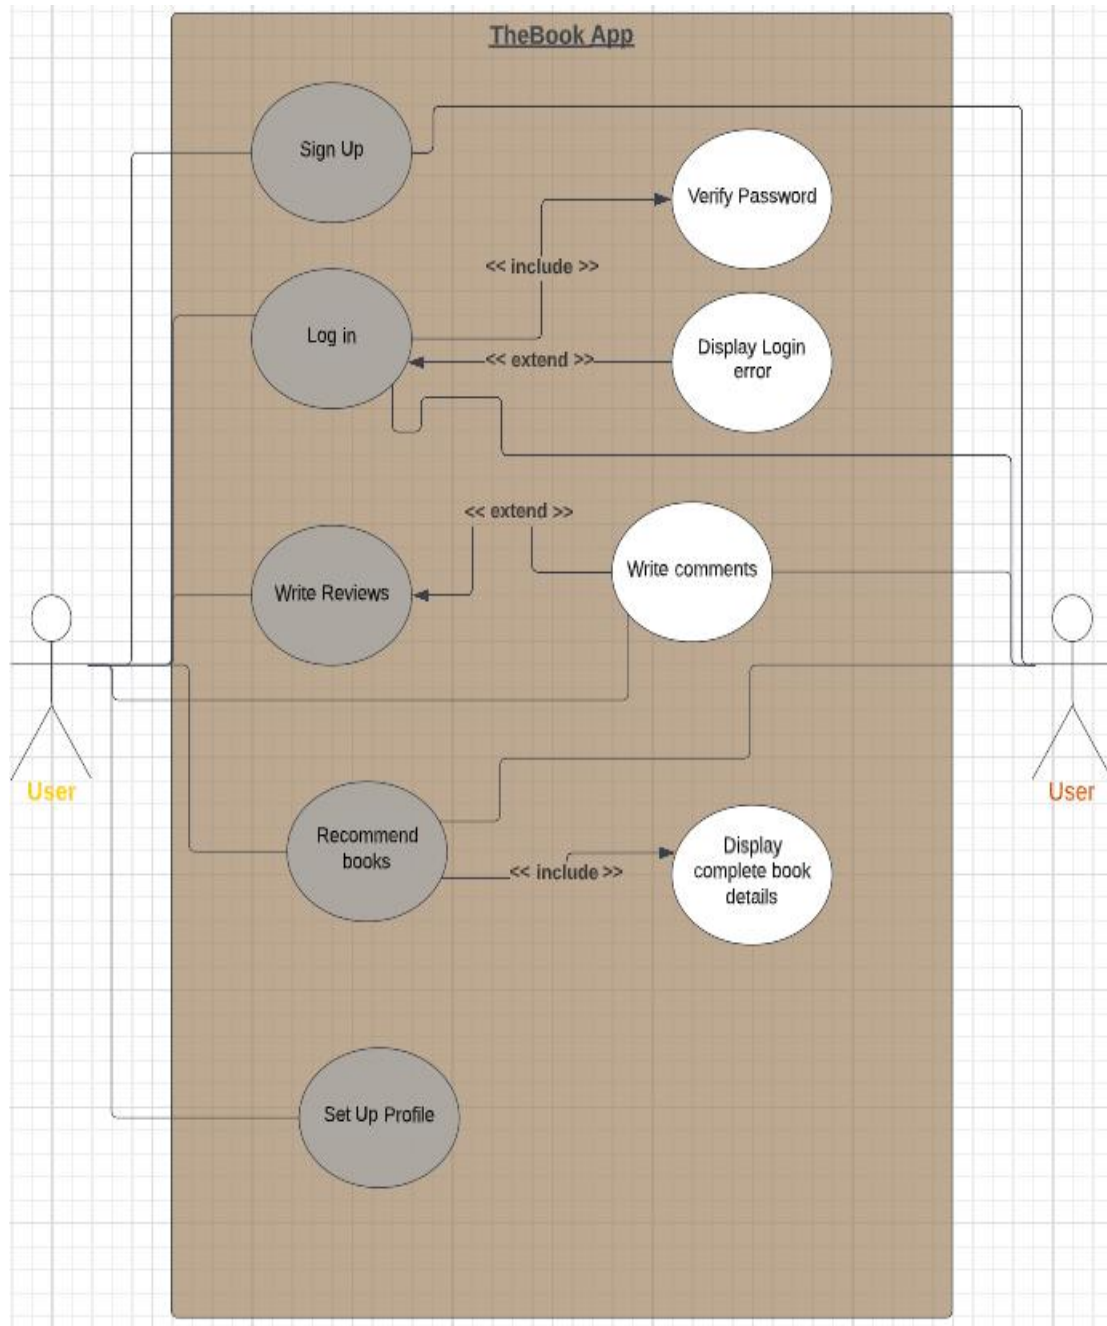 TheBook App
Sign Up
Verify Password
<< include >>
Log in
Display Login
error
<< extend >>
<< extend >>
Write comments
Write Reviews
User
User
Recommend
books
<< include >>
Display
complete book
details
Set Up Profile